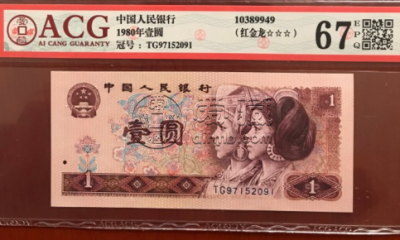 ACG
AI CANG GUARANTY
中国人民银行
1980年壹圆
冠号：TG97152091
10389949
(红金龙☆☆☆)
67 EPQ
中国人民银行
1
壹圆
1
TG97152091
1